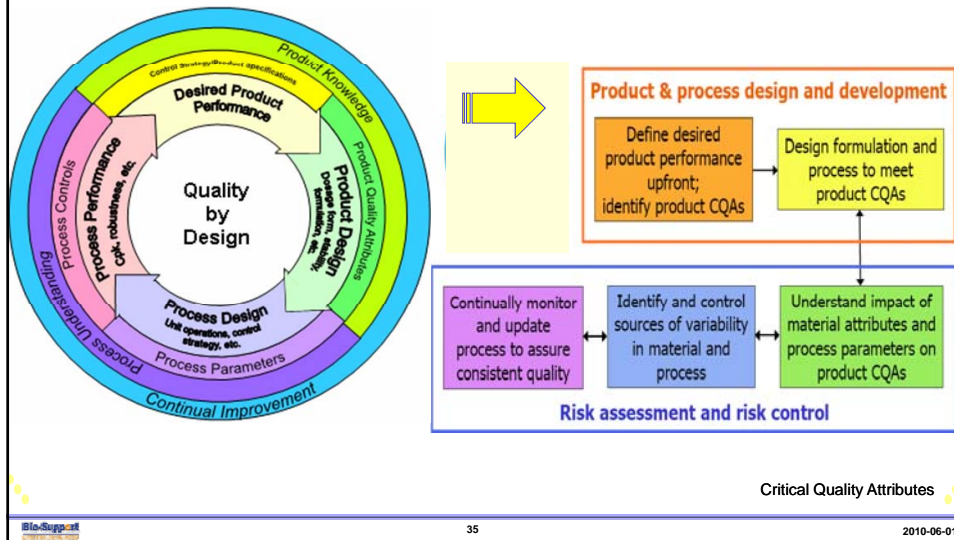 Product Knowledge
Control Strategy/Product specifications
Desired Product
Performance
Product Quality Attributes
Product Design
Dosage form, stability,
formulation, etc.
Quality
by
Design
Process Controls
Process Performance
Cpk, robustness, etc.
Process Design
Unit operations, control
strategy, etc.
Process Parameters
Process Understanding
Continual Improvement
Product & process design and development
Define desired
product performance
upfront;
identify product CQAs
Design formulation and
process to meet
product CQAs
Continually monitor
and update
process to assure
consistent quality
Identify and control
sources of variability
in material and
process
Understand impact of
material attributes and
process parameters on
product CQAs
Risk assessment and risk control
Critical Quality Attributes
Bio-Support
35
2010-06-01